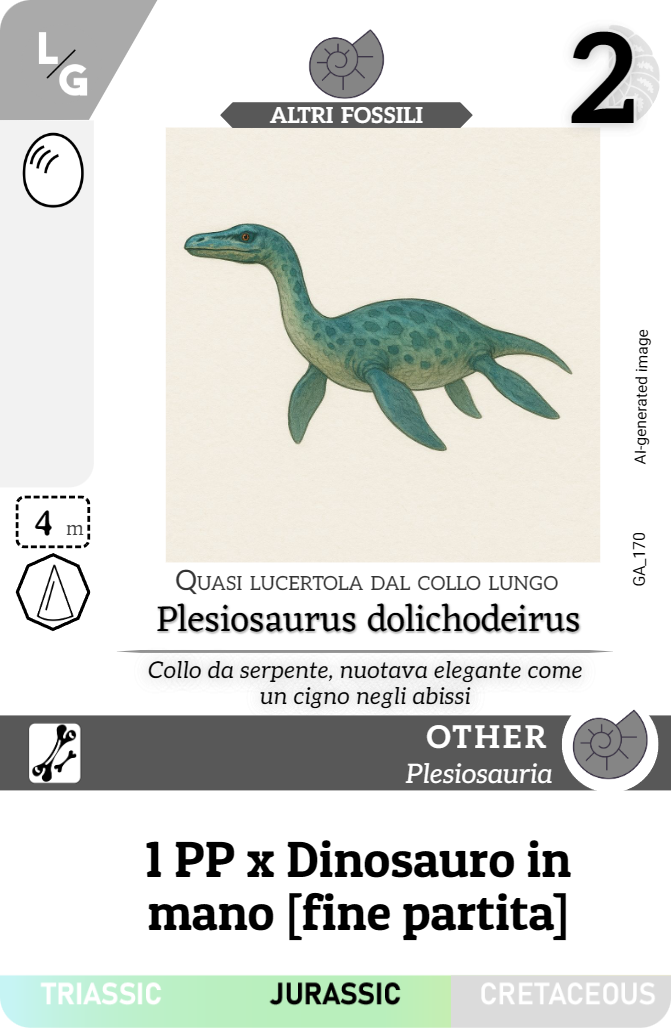 L/G
2
ALTRI FOSSILI
4 m
AI-generated image
GA_170
Quasi lucertola dal collo lungo
Plesiosaurus dolichodeirus
Collo da serpente, nuotava elegante come
un cigno negli abissi
OTHER
Plesiosauria
1 PP x Dinosauro in
mano [fine partita]
TRIASSIC JURASSIC CRETACEOUS